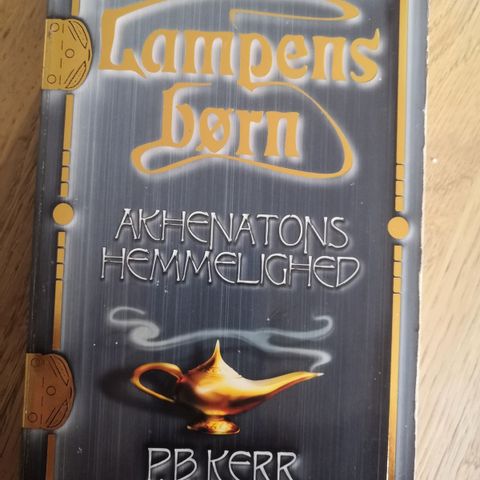 Lampens
børn
AKHENATONS
HEMMELIGHED
P.B KERR